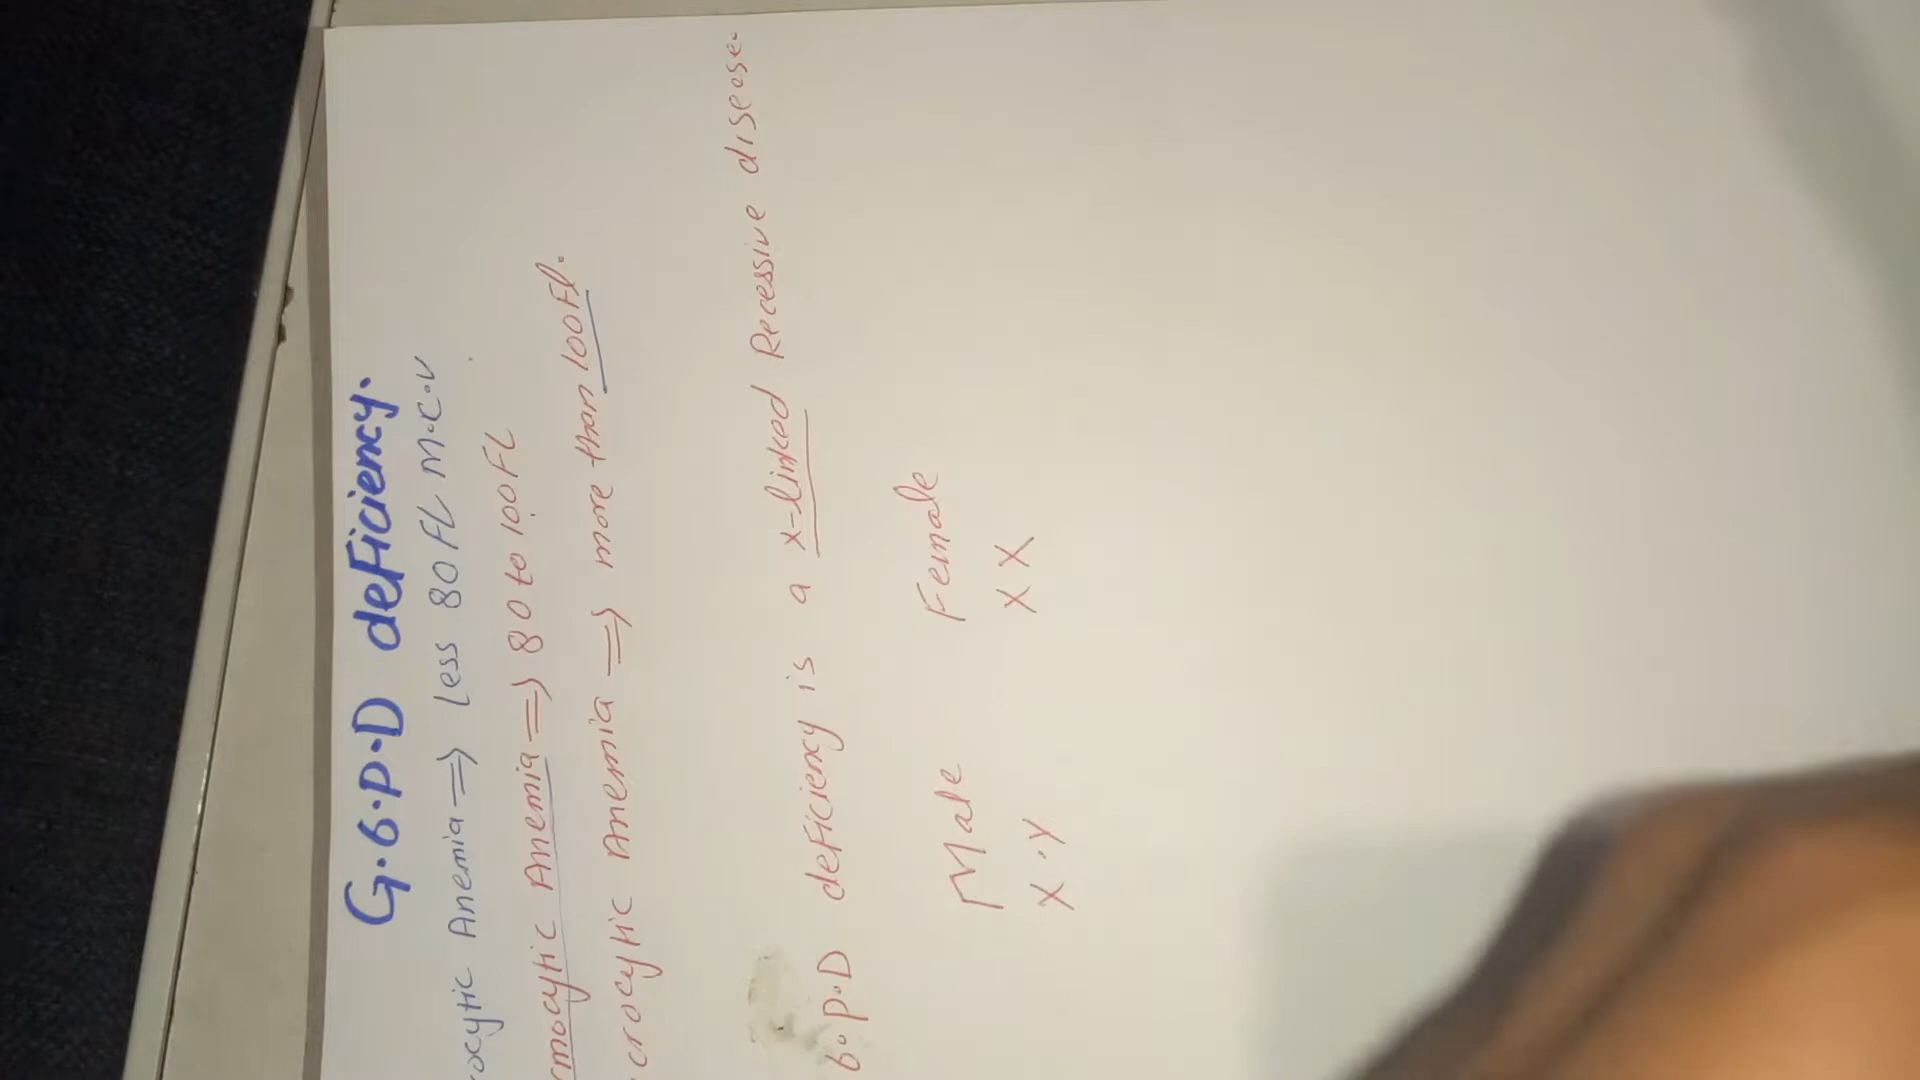 G.6.P.D deFiciency.
ocytic Anemia => Less 80 FL M.C.V
mocytic Anemia => 80 to 100 FL
crocytic Anemia => more than 100 Fl.
6.P.D deFiciency is a x-linked Recessive disease.
Male Female
X.Y XX